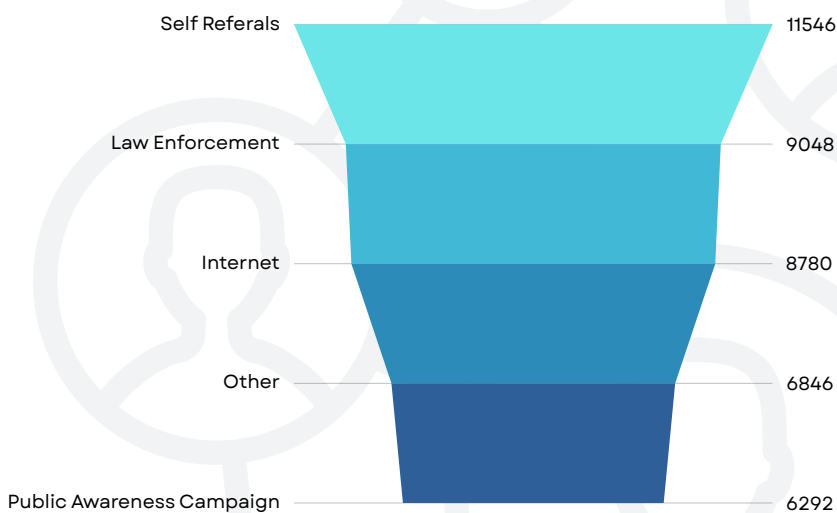 Self Referals 11546
Law Enforcement 9048
Internet 8780
Other 6846
Public Awareness Campaign 6292